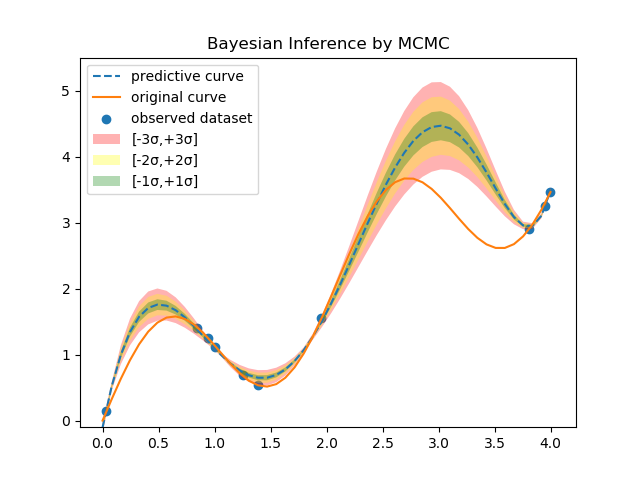 Bayesian Inference by MCMC
predictive curve
original curve
observed dataset
[-3σ,+3σ]
[-2σ,+2σ]
[-1σ,+1σ]
5
4
3
2
1
0
0.0 0.5 1.0 1.5 2.0 2.5 3.0 3.5 4.0